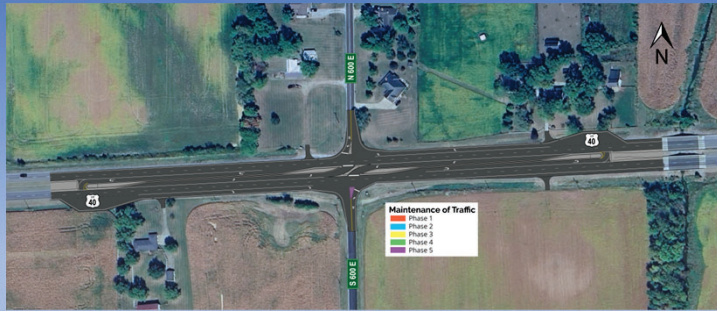 N
N 600 E
40
40
S 600 E
Maintenance of Traffic
Phase 1
Phase 2
Phase 3
Phase 4
Phase 5